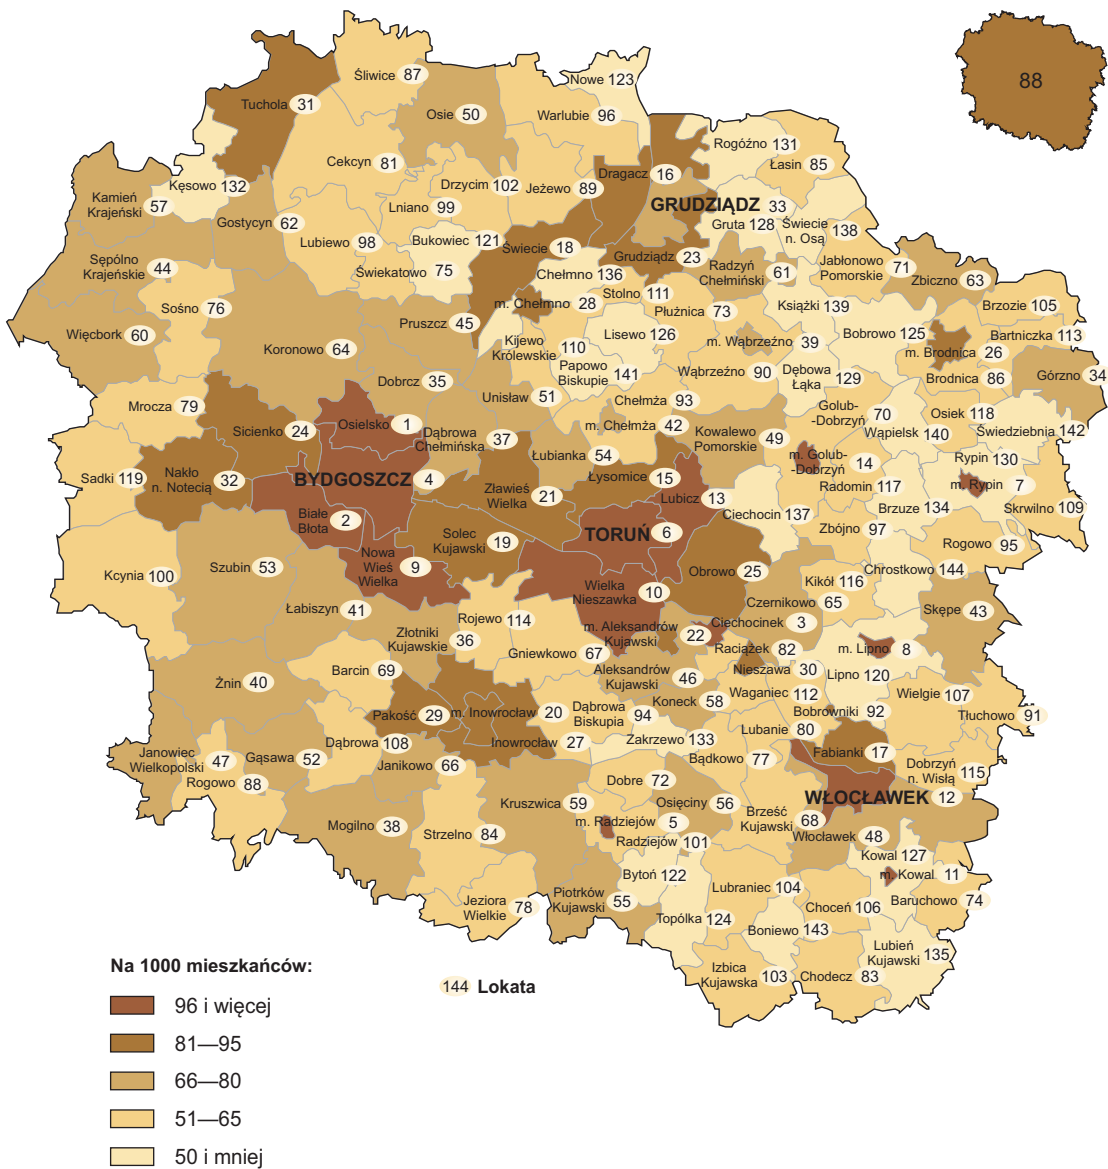 Nowe 123
Śliwice 87
88
Tuchola 31
Osie 50
Warlubie 96
Rogóźno 131
Łasin 85
Cekcyn 81
Dragacz 16
Kęsowo 132
Drzycim 102
Jeżewo 89
Kamień
Krajeński 57
Lniano 99
GRUDZIĄDZ 33
Gostycyn 62
Gruta 128
Świecie
n. Osą 138
Lubiewo 98
Bukowiec 121
Świecie 18
Grudziądz 23
Sępólno
Krajeńskie 44
Świekatowo 75
Chełmno 136
Radzyń
Chełmiński 61
Jabłonowo
Pomorskie 71
Zbiczno 63
Sośno 76
m. Chełmno 28
Stolno 111
Płużnica 73
Książki 139
Brzozie 105
Więcbork 60
Pruszcz 45
Koronowo 64
Kijewo
Królewskie 110
Lisewo 126
m. Wąbrzeźno 39
Bobrowo 125
Bartniczka 113
m. Brodnica 26
Papowo
Biskupie 141
Wąbrzeźno 90
Dębowa
Łąka 129
Brodnica 86
Górzno 34
Dobrcz 35
Unisław 51
Chełmża 93
Mrocza 79
Golub-
-Dobrzyń 70
Osiek 118
Sicienko 24
Osielsko 1
Dąbrowa
Chełmińska 37
m. Chełmża 42
Kowalewo
Pomorskie 49
Wąpielsk 140
Świedziebnia 142
Łubianka 54
m. Golub-
-Dobrzyń 14
Rypin 130
Sadki 119
Nakło
n. Notecią 32
BYDGOSZCZ 4
Łysomice 15
Radomin 117
m. Rypin 7
Zławieś
Wielka 21
Lubicz 13
Ciechocin 137
Brzuze 134
Skrwilno 109
Białe
Błota 2
Solec
Kujawski 19
TORUŃ 6
Zbójno 97
Rogowo 95
Kcynia 100
Szubin 53
Nowa
Wieś
Wielka 9
Obrowo 25
Kikół 116
Chrostkowo 144
Wielka
Nieszawka 10
Czernikowo 65
Skępe 43
Łabiszyn 41
Rojewo 114
Złotniki
Kujawskie 36
m. Aleksandrów
Kujawski 22
Ciechocinek 3
Gniewkowo 67
Raciążek 82
m. Lipno 8
Barcin 69
Aleksandrów
Kujawski 46
Nieszawa 30
Lipno 120
Żnin 40
Koneck 58
Waganiec 112
Wielgie 107
Pakość 29
m. Inowrocław 20
Dąbrowa
Biskupia 94
Bobrowniki 92
Tłuchowo 91
Lubanie 80
Dąbrowa 108
Inowrocław 27
Zakrzewo 133
Fabianki 17
Janowiec
Wielkopolski 47
Gąsawa 52
Janikowo 66
Bądkowo 77
Dobrzyń
n. Wisłą 115
Rogowo 88
Dobre 72
WŁOCŁAWEK 12
Kruszwica 59
Osięciny 56
Brześć
Kujawski 68
Mogilno 38
Strzelno 84
m. Radziejów 5
Włocławek 48
Radziejów 101
Kowal 127
Bytoń 122
m. Kowal 11
Lubraniec 104
Piotrków
Kujawski 55
Jeziora
Wielkie 78
Choceń 106
Baruchowo 74
Topólka 124
Boniewo 143
Lubień
Kujawski 135
Izbica
Kujawska 103
Chodecz 83
Na 1000 mieszkańców:
144 Lokata
96 i więcej
81—95
66—80
51—65
50 i mniej